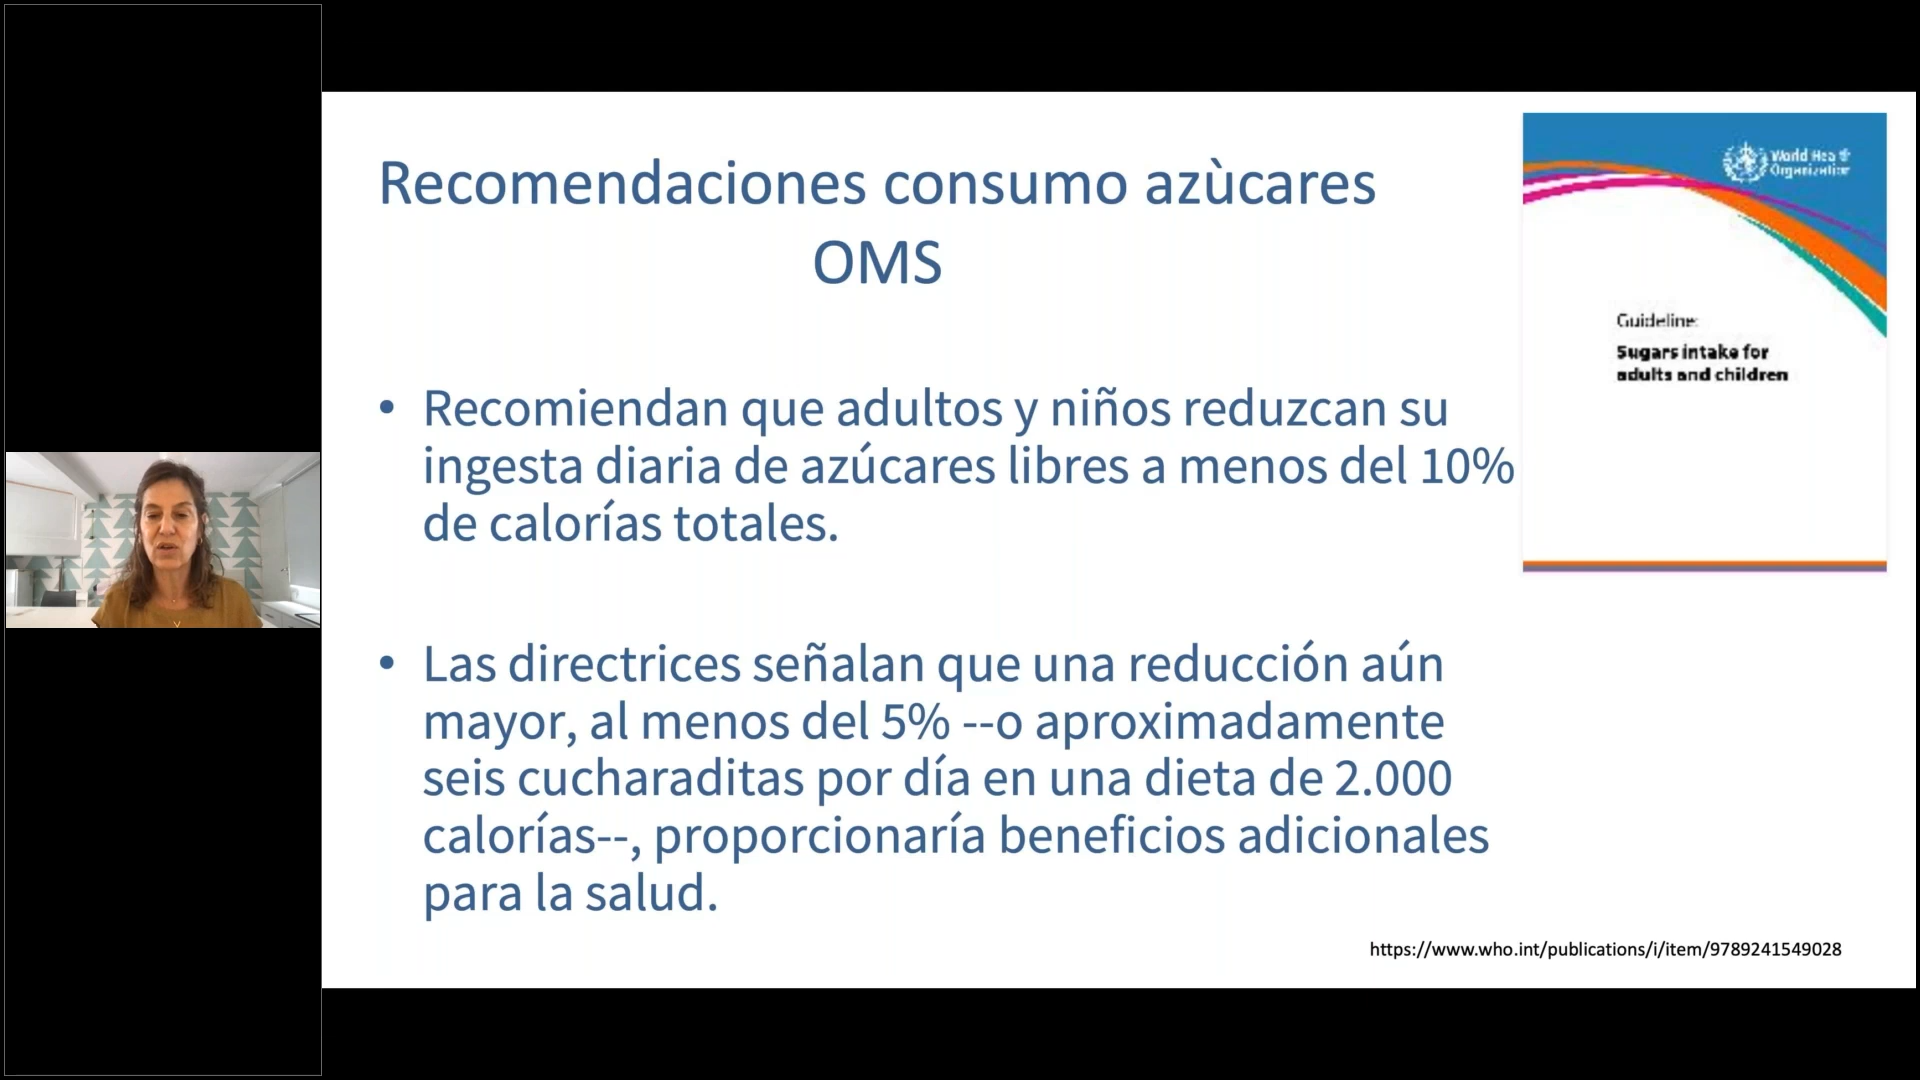 Recomendaciones consumo azùcares
OMS
World Health
Organization
Guideline:
Sugars intake for
adults and children
• Recomiendan que adultos y niños reduzcan su
ingesta diaria de azúcares libres a menos del 10%
de calorías totales.
• Las directrices señalan que una reducción aún
mayor, al menos del 5% --o aproximadamente
seis cucharaditas por día en una dieta de 2.000
calorías--, proporcionaría beneficios adicionales
para la salud.
https://www.who.int/publications/i/item/9789241549028